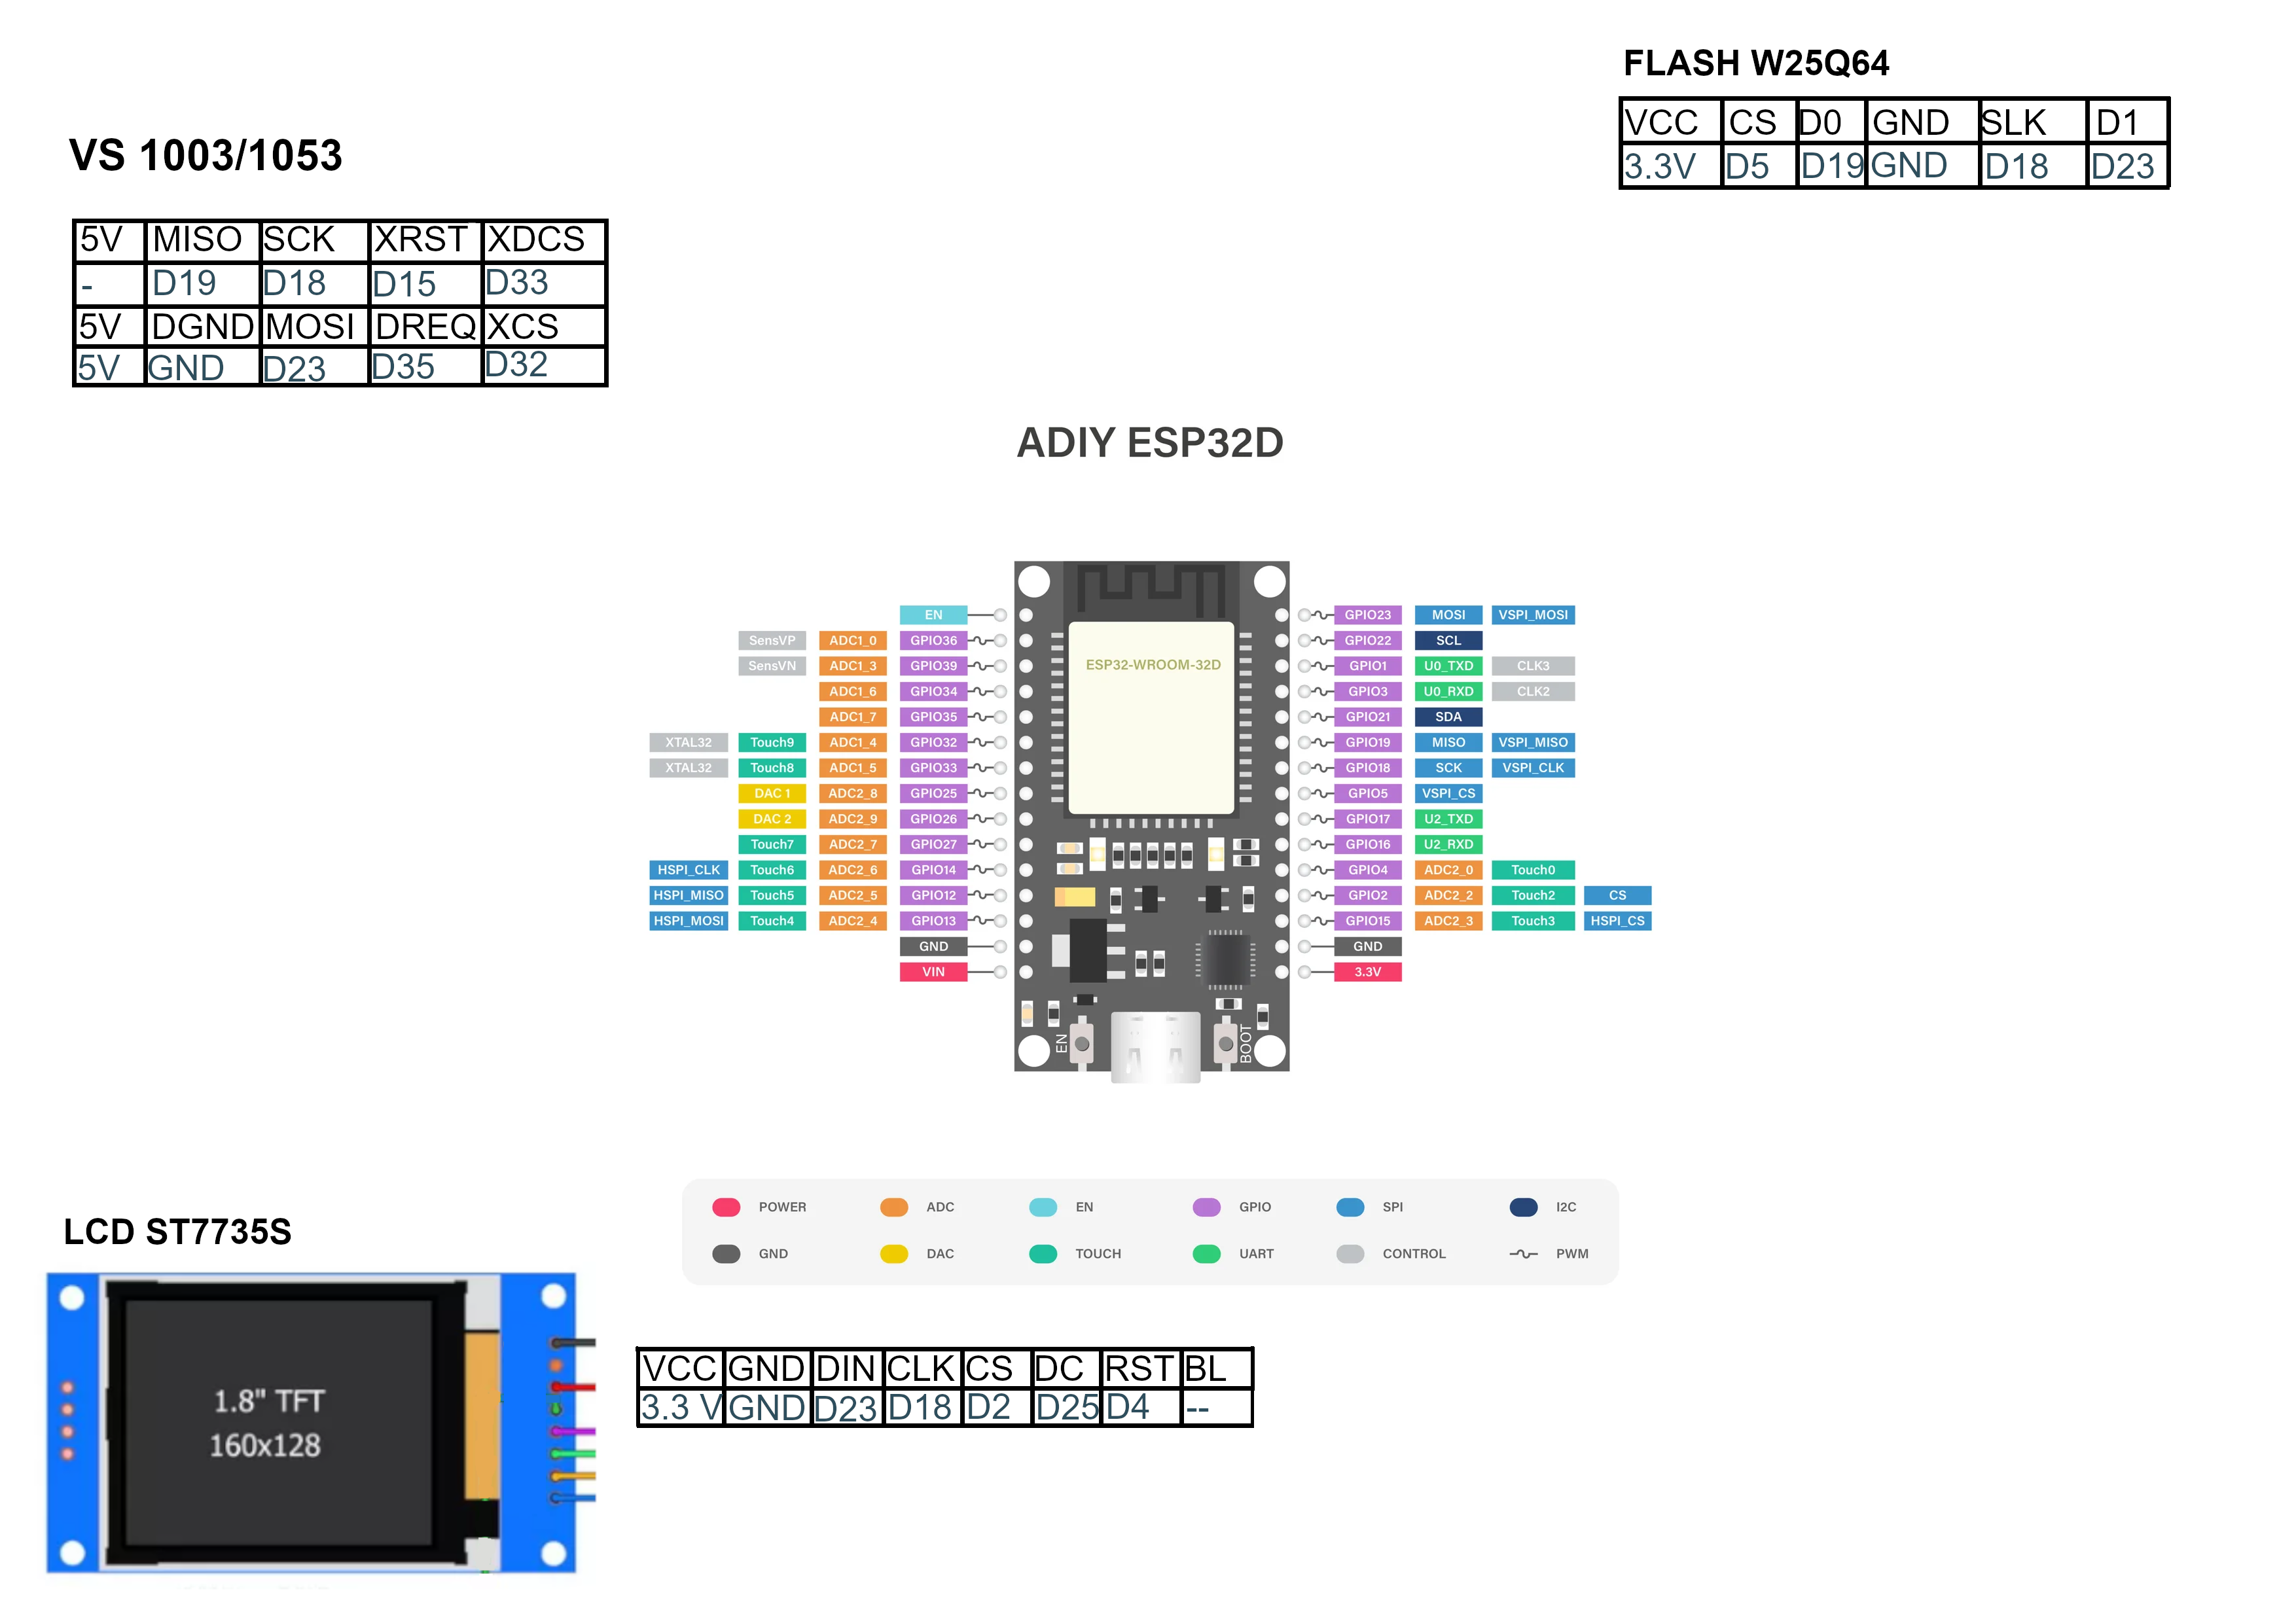 FLASH W25Q64
VCC CS D0 GND SLK D1
3.3V D5 D19 GND D18 D23
VS 1003/1053
5V MISO SCK XRST XDCS
- D19 D18 D15 D33
5V DGND MOSI DREQ XCS
5V GND D23 D35 D32
ADIY ESP32D
ESP32-WROOM-32D
EN
SensVP ADC1_0 GPIO36
SensVN ADC1_3 GPIO39
ADC1_6 GPIO34
ADC1_7 GPIO35
XTAL32 Touch9 ADC1_4 GPIO32
XTAL32 Touch8 ADC1_5 GPIO33
DAC 1 ADC2_8 GPIO25
DAC 2 ADC2_9 GPIO26
Touch7 ADC2_7 GPIO27
HSPI_CLK Touch6 ADC2_6 GPIO14
HSPI_MISO Touch5 ADC2_5 GPIO12
HSPI_MOSI Touch4 ADC2_4 GPIO13
GND
VIN
GPIO23 MOSI VSPI_MOSI
GPIO22 SCL
GPIO1 U0_TXD CLK3
GPIO3 U0_RXD CLK2
GPIO21 SDA
GPIO19 MISO VSPI_MISO
GPIO18 SCK VSPI_CLK
GPIO5 VSPI_CS
GPIO17 U2_TXD
GPIO16 U2_RXD
GPIO4 ADC2_0 Touch0
GPIO2 ADC2_2 Touch2 CS
GPIO15 ADC2_3 Touch3 HSPI_CS
GND
3.3V
EN
BOOT
POWER ADC EN GPIO SPI I2C
GND DAC TOUCH UART CONTROL PWM
LCD ST7735S
1.8" TFT
160x128
VCC GND DIN CLK CS DC RST BL
3.3 V GND D23 D18 D2 D25 D4 --